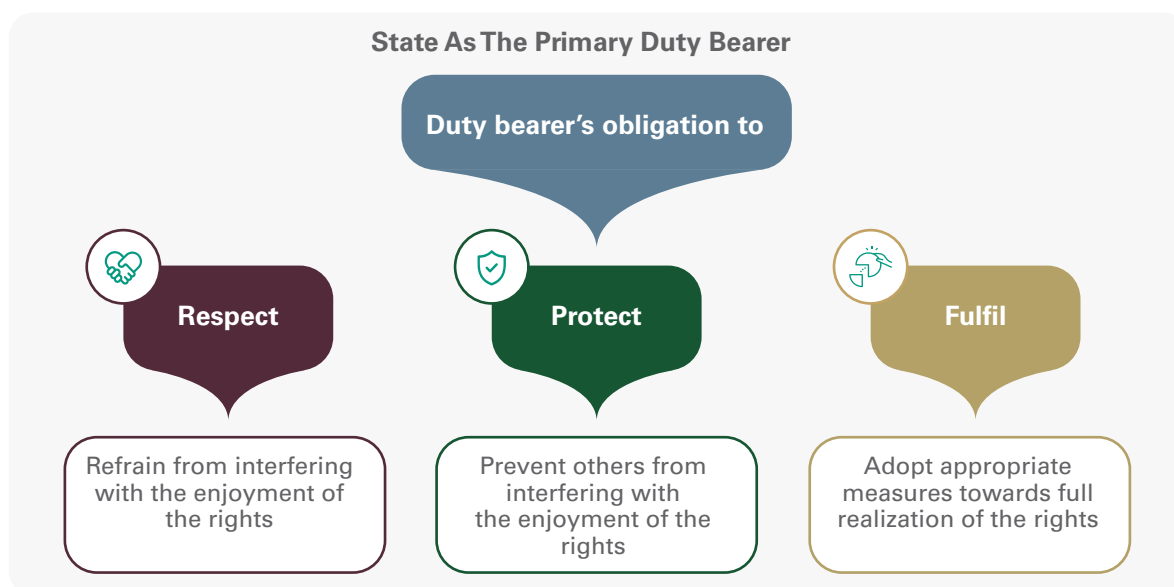 State As The Primary Duty Bearer
Duty bearer's obligation to
Respect
Protect
Fulfil
Refrain from interfering
with the enjoyment of
the rights
Prevent others from
interfering with
the enjoyment of the
rights
Adopt appropriate
measures towards full
realization of the rights